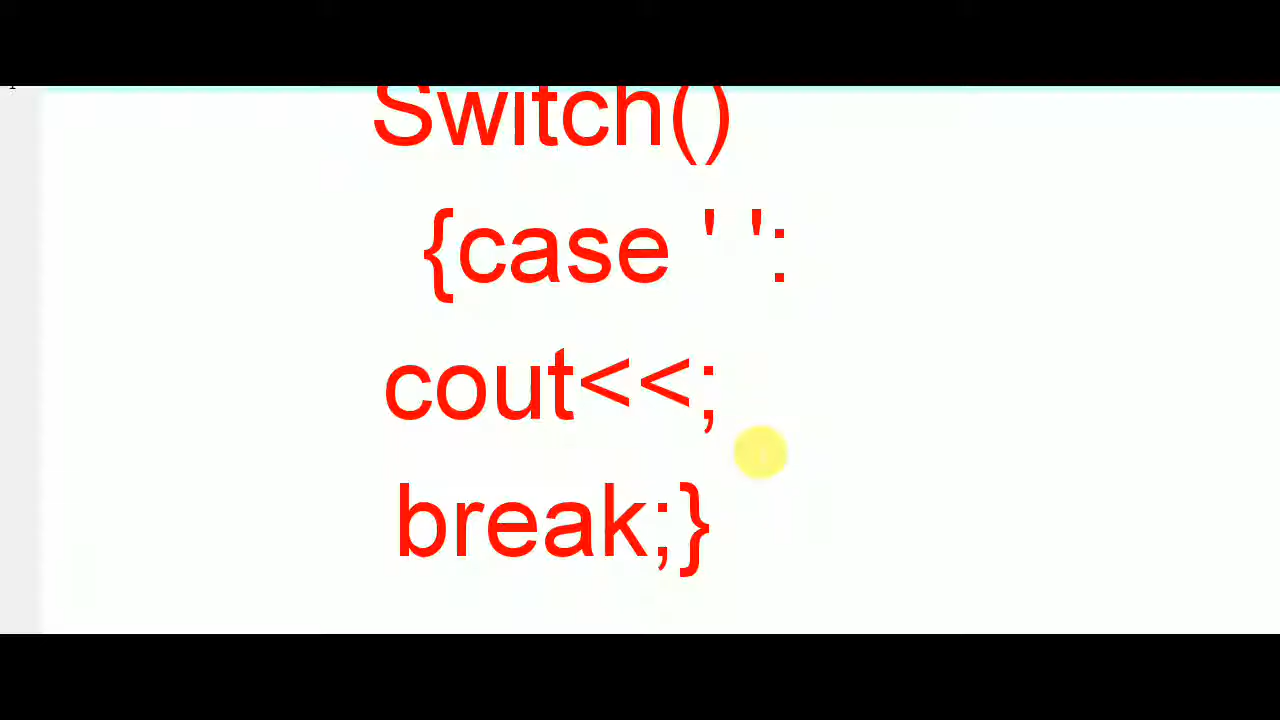 Switch()
{case ' ':
cout<<;
break;}